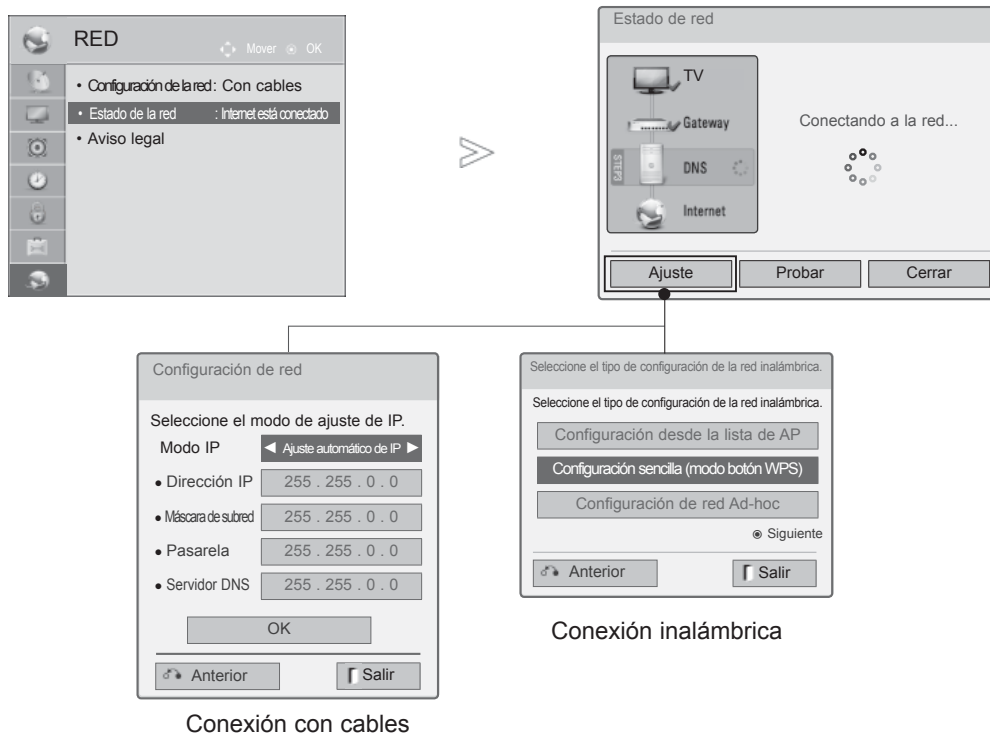 RED
Mover OK
• Configuración de la red: Con cables
• Estado de la red : Internet está conectado
• Aviso legal
Estado de red
TV
Gateway
STEP3
DNS
Internet
Conectando a la red...
Ajuste
Probar
Cerrar
Configuración de red
Seleccione el modo de ajuste de IP.
Modo IP ◀ Ajuste automático de IP ▶
• Dirección IP 255 . 255 . 0 . 0
• Máscara de subred 255 . 255 . 0 . 0
• Pasarela 255 . 255 . 0 . 0
• Servidor DNS 255 . 255 . 0 . 0
OK
Anterior
Salir
Conexión con cables
Seleccione el tipo de configuración de la red inalámbrica.
Seleccione el tipo de configuración de la red inalámbrica.
Configuración desde la lista de AP
Configuración sencilla (modo botón WPS)
Configuración de red Ad-hoc
◉ Siguiente
Anterior
Salir
Conexión inalámbrica